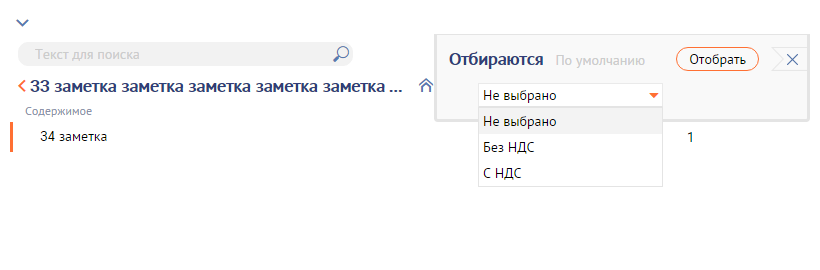 Текст для поиска
33 заметка заметка заметка заметка заметка ...
Содержимое
34 заметка
1
Отбираются По умолчанию Отобрать
Не выбрано
Не выбрано
Без НДС
С НДС